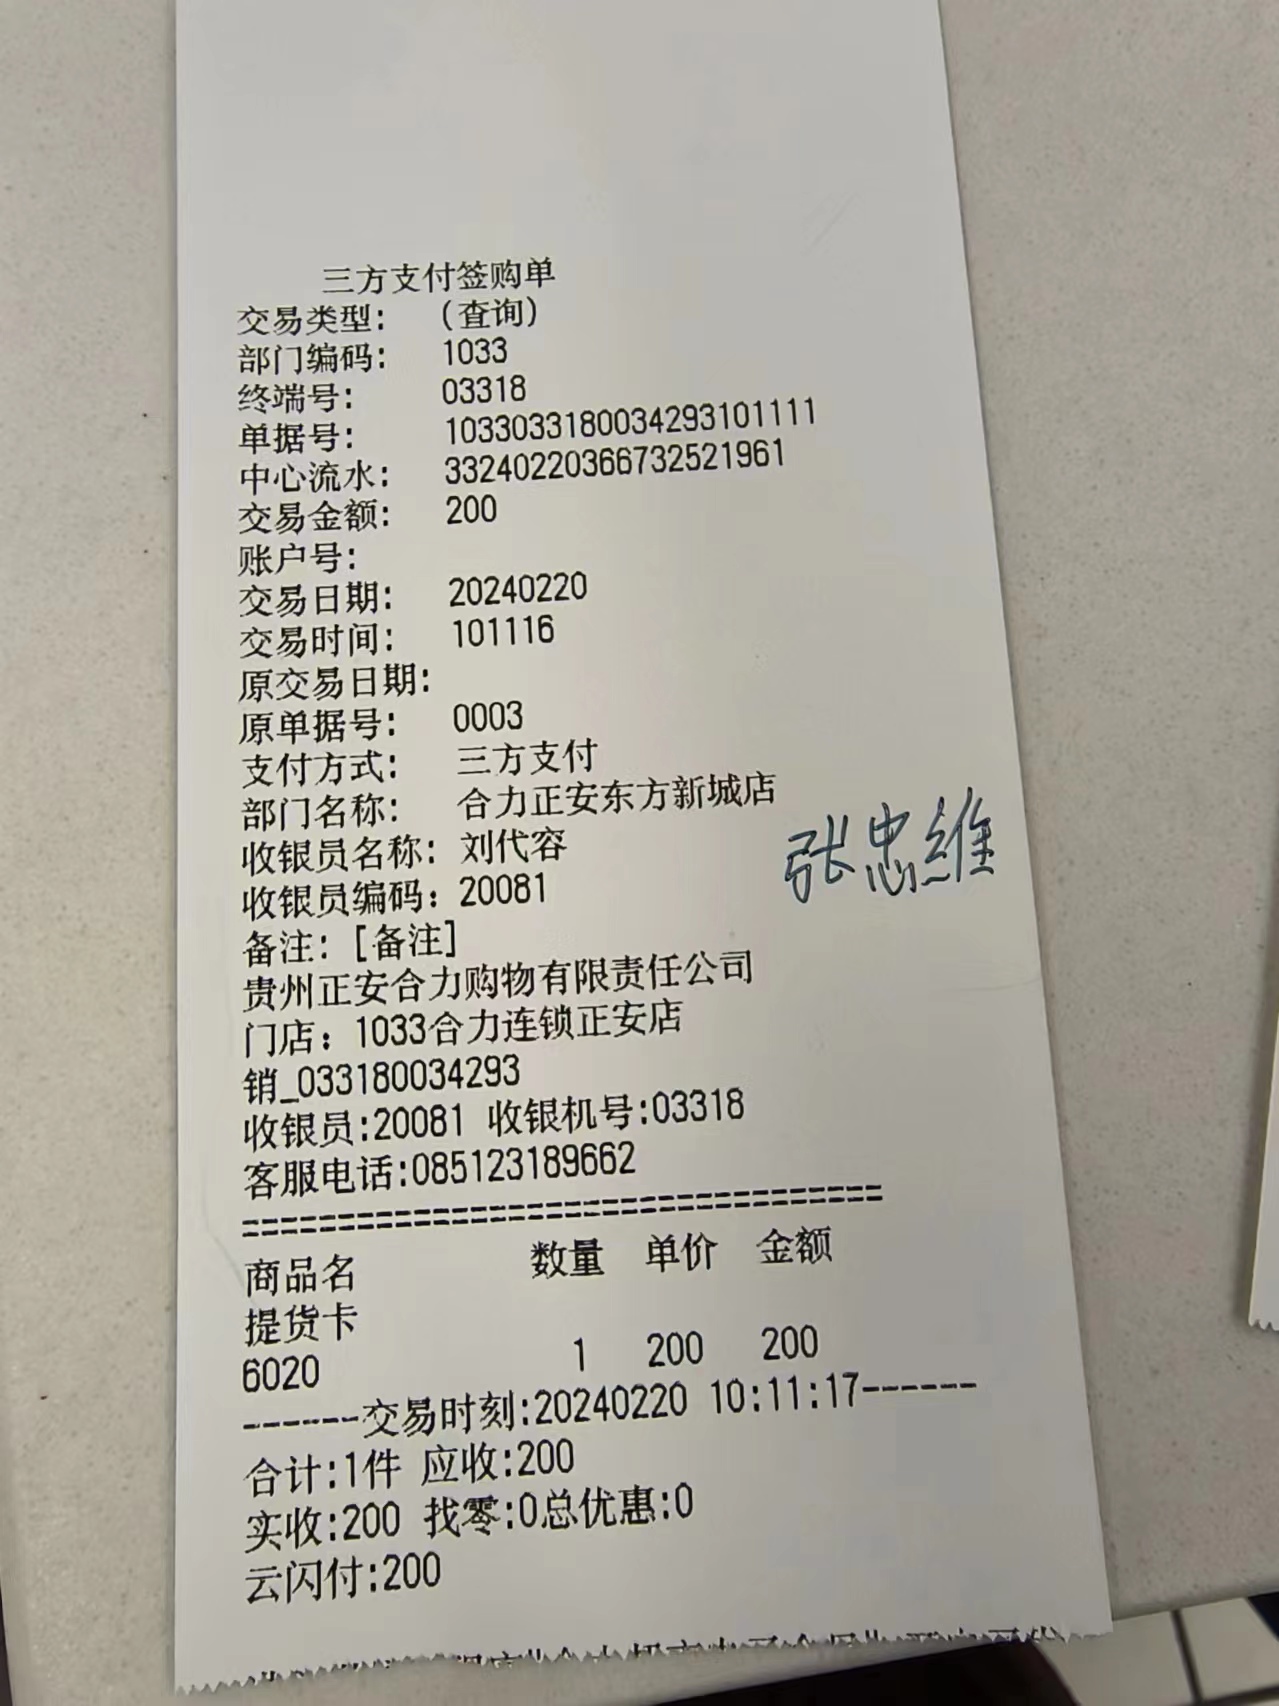 三方支付签购单
交易类型： (查询)
部门编码： 1033
终端号： 03318
单据号： 1033033180034293101111
中心流水： 33240220366732521961
交易金额： 200
账户号：
交易日期： 20240220
交易时间： 101116
原交易日期：
原单据号： 0003
支付方式： 三方支付
部门名称： 合力正安东方新城店
收银员名称： 刘代容
张忠维
收银员编码：20081
备注：[备注]
贵州正安合力购物有限责任公司
门店：1033合力连锁正安店
销_033180034293
收银员:20081 收银机号:03318
客服电话:085123189662
==================================
商品名 数量 单价 金额
提货卡
6020 1 200 200
------交易时刻:20240220 10:11:17------
合计:1件 应收:200
实收:200 找零:0总优惠:0
云闪付:200